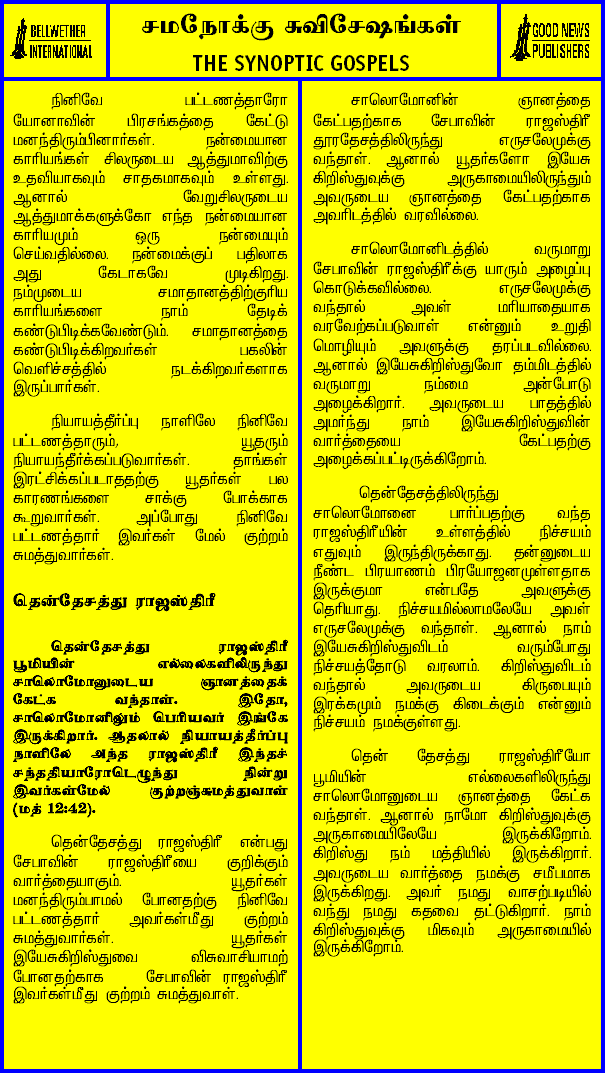 BELLWETHER
INTERNATIONAL
சமநோக்கு சுவிசேஷங்கள்
THE SYNOPTIC GOSPELS
GOOD NEWS
PUBLISHERS
நினிவே பட்டணத்தாரோ
யோனாவின் பிரசங்கத்தை கேட்டு
மனந்திரும்பினார்கள். நன்மையான
காரியங்கள் சிலருடைய ஆத்துமாவிற்கு
உதவியாகவும் சாதகமாகவும் உள்ளது.
ஆனால் வேறுசிலருடைய
ஆத்துமாக்களுக்கோ எந்த நன்மையான
காரியமும் ஒரு நன்மையும்
செய்வதில்லை. நன்மைக்குப் பதிலாக
அது கேடாகவே முடிகிறது.
நம்முடைய சமாதானத்திற்குரிய
காரியங்களை நாம் தேடிக்
கண்டுபிடிக்கவேண்டும். சமாதானத்தை
கண்டுபிடிக்கிறவர்கள் பகலின்
வெளிச்சத்தில் நடக்கிறவர்களாக
இருப்பார்கள்.
நியாயத்தீர்ப்பு நாளிலே நினிவே
பட்டணத்தாரும், யூதரும்
நியாயந்தீர்க்கப்படுவார்கள். தாங்கள்
இரட்சிக்கப்படாததற்கு யூதர்கள் பல
காரணங்களை சாக்கு போக்காக
கூறுவார்கள். அப்போது நினிவே
பட்டணத்தார் இவர்கள் மேல் குற்றம்
சுமத்துவார்கள்.
தென்தேசத்து ராஜஸ்திரீ
தென்தேசத்து ராஜஸ்திரீ
பூமியின் எல்லைகளிலிருந்து
சாலொமோனுடைய ஞானத்தைக்
கேட்க வந்தாள். இதோ,
சாலொமோனிலும் பெரியவர் இங்கே
இருக்கிறார். ஆதலால் நியாயத்தீர்ப்பு
நாளிலே அந்த ராஜஸ்திரீ இந்தச்
சந்ததியாரோடெழுந்து நின்று
இவர்கள்மேல் குற்றஞ்சுமத்துவாள்
(மத் 12:42).
தென்தேசத்து ராஜஸ்திரீ என்பது
சேபாவின் ராஜஸ்திரீயை குறிக்கும்
வார்த்தையாகும். யூதர்கள்
மனந்திரும்பாமல் போனதற்கு நினிவே
பட்டணத்தார் அவர்கள்மீது குற்றம்
சுமத்துவார்கள். யூதர்கள்
இயேசுகிறிஸ்துவை விசுவாசியாமற்
போனதற்காக சேபாவின் ராஜஸ்திரீ
இவர்கள்மீது குற்றம் சுமத்துவாள்.
சாலொமோனின் ஞானத்தை
கேட்பதற்காக சேபாவின் ராஜஸ்திரீ
தூரதேசத்திலிருந்து எருசலேமுக்கு
வந்தாள். ஆனால் யூதர்களோ இயேசு
கிறிஸ்துவுக்கு அருகாமையிலிருந்தும்
அவருடைய ஞானத்தை கேட்பதற்காக
அவரிடத்தில் வரவில்லை.
சாலொமோனிடத்தில் வருமாறு
சேபாவின் ராஜஸ்திரீக்கு யாரும் அழைப்பு
கொடுக்கவில்லை. எருசலேமுக்கு
வந்தால் அவள் மரியாதையாக
வரவேற்கப்படுவாள் என்னும் உறுதி
மொழியும் அவளுக்கு தரப்படவில்லை.
ஆனால் இயேசுகிறிஸ்துவோ தம்மிடத்தில்
வருமாறு நம்மை அன்போடு
அழைக்கிறார். அவருடைய பாதத்தில்
அமர்ந்து நாம் இயேசுகிறிஸ்துவின்
வார்த்தையை கேட்பதற்கு
அழைக்கப்பட்டிருக்கிறோம்.
தென்தேசத்திலிருந்து
சாலொமோனை பார்ப்பதற்கு வந்த
ராஜஸ்திரீயின் உள்ளத்தில் நிச்சயம்
எதுவும் இருந்திருக்காது. தன்னுடைய
நீண்ட பிரயாணம் பிரயோஜனமுள்ளதாக
இருக்குமா என்பதே அவளுக்கு
தெரியாது. நிச்சயமில்லாமலேயே அவள்
எருசலேமுக்கு வந்தாள். ஆனால் நாம்
இயேசுகிறிஸ்துவிடம் வரும்போது
நிச்சயத்தோடு வரலாம். கிறிஸ்துவிடம்
வந்தால் அவருடைய கிருபையும்
இரக்கமும் நமக்கு கிடைக்கும் என்னும்
நிச்சயம் நமக்குள்ளது.
தென் தேசத்து ராஜஸ்திரீயோ
பூமியின் எல்லைகளிலிருந்து
சாலொமோனுடைய ஞானத்தை கேட்க
வந்தாள். ஆனால் நாமோ கிறிஸ்துவுக்கு
அருகாமையிலேயே இருக்கிறோம்.
கிறிஸ்து நம் மத்தியில் இருக்கிறார்.
அவருடைய வார்த்தை நமக்கு சமீபமாக
இருக்கிறது. அவர் நமது வாசற்படியில்
வந்து நமது கதவை தட்டுகிறார். நாம்
கிறிஸ்துவுக்கு மிகவும் அருகாமையில்
இருக்கிறோம்.